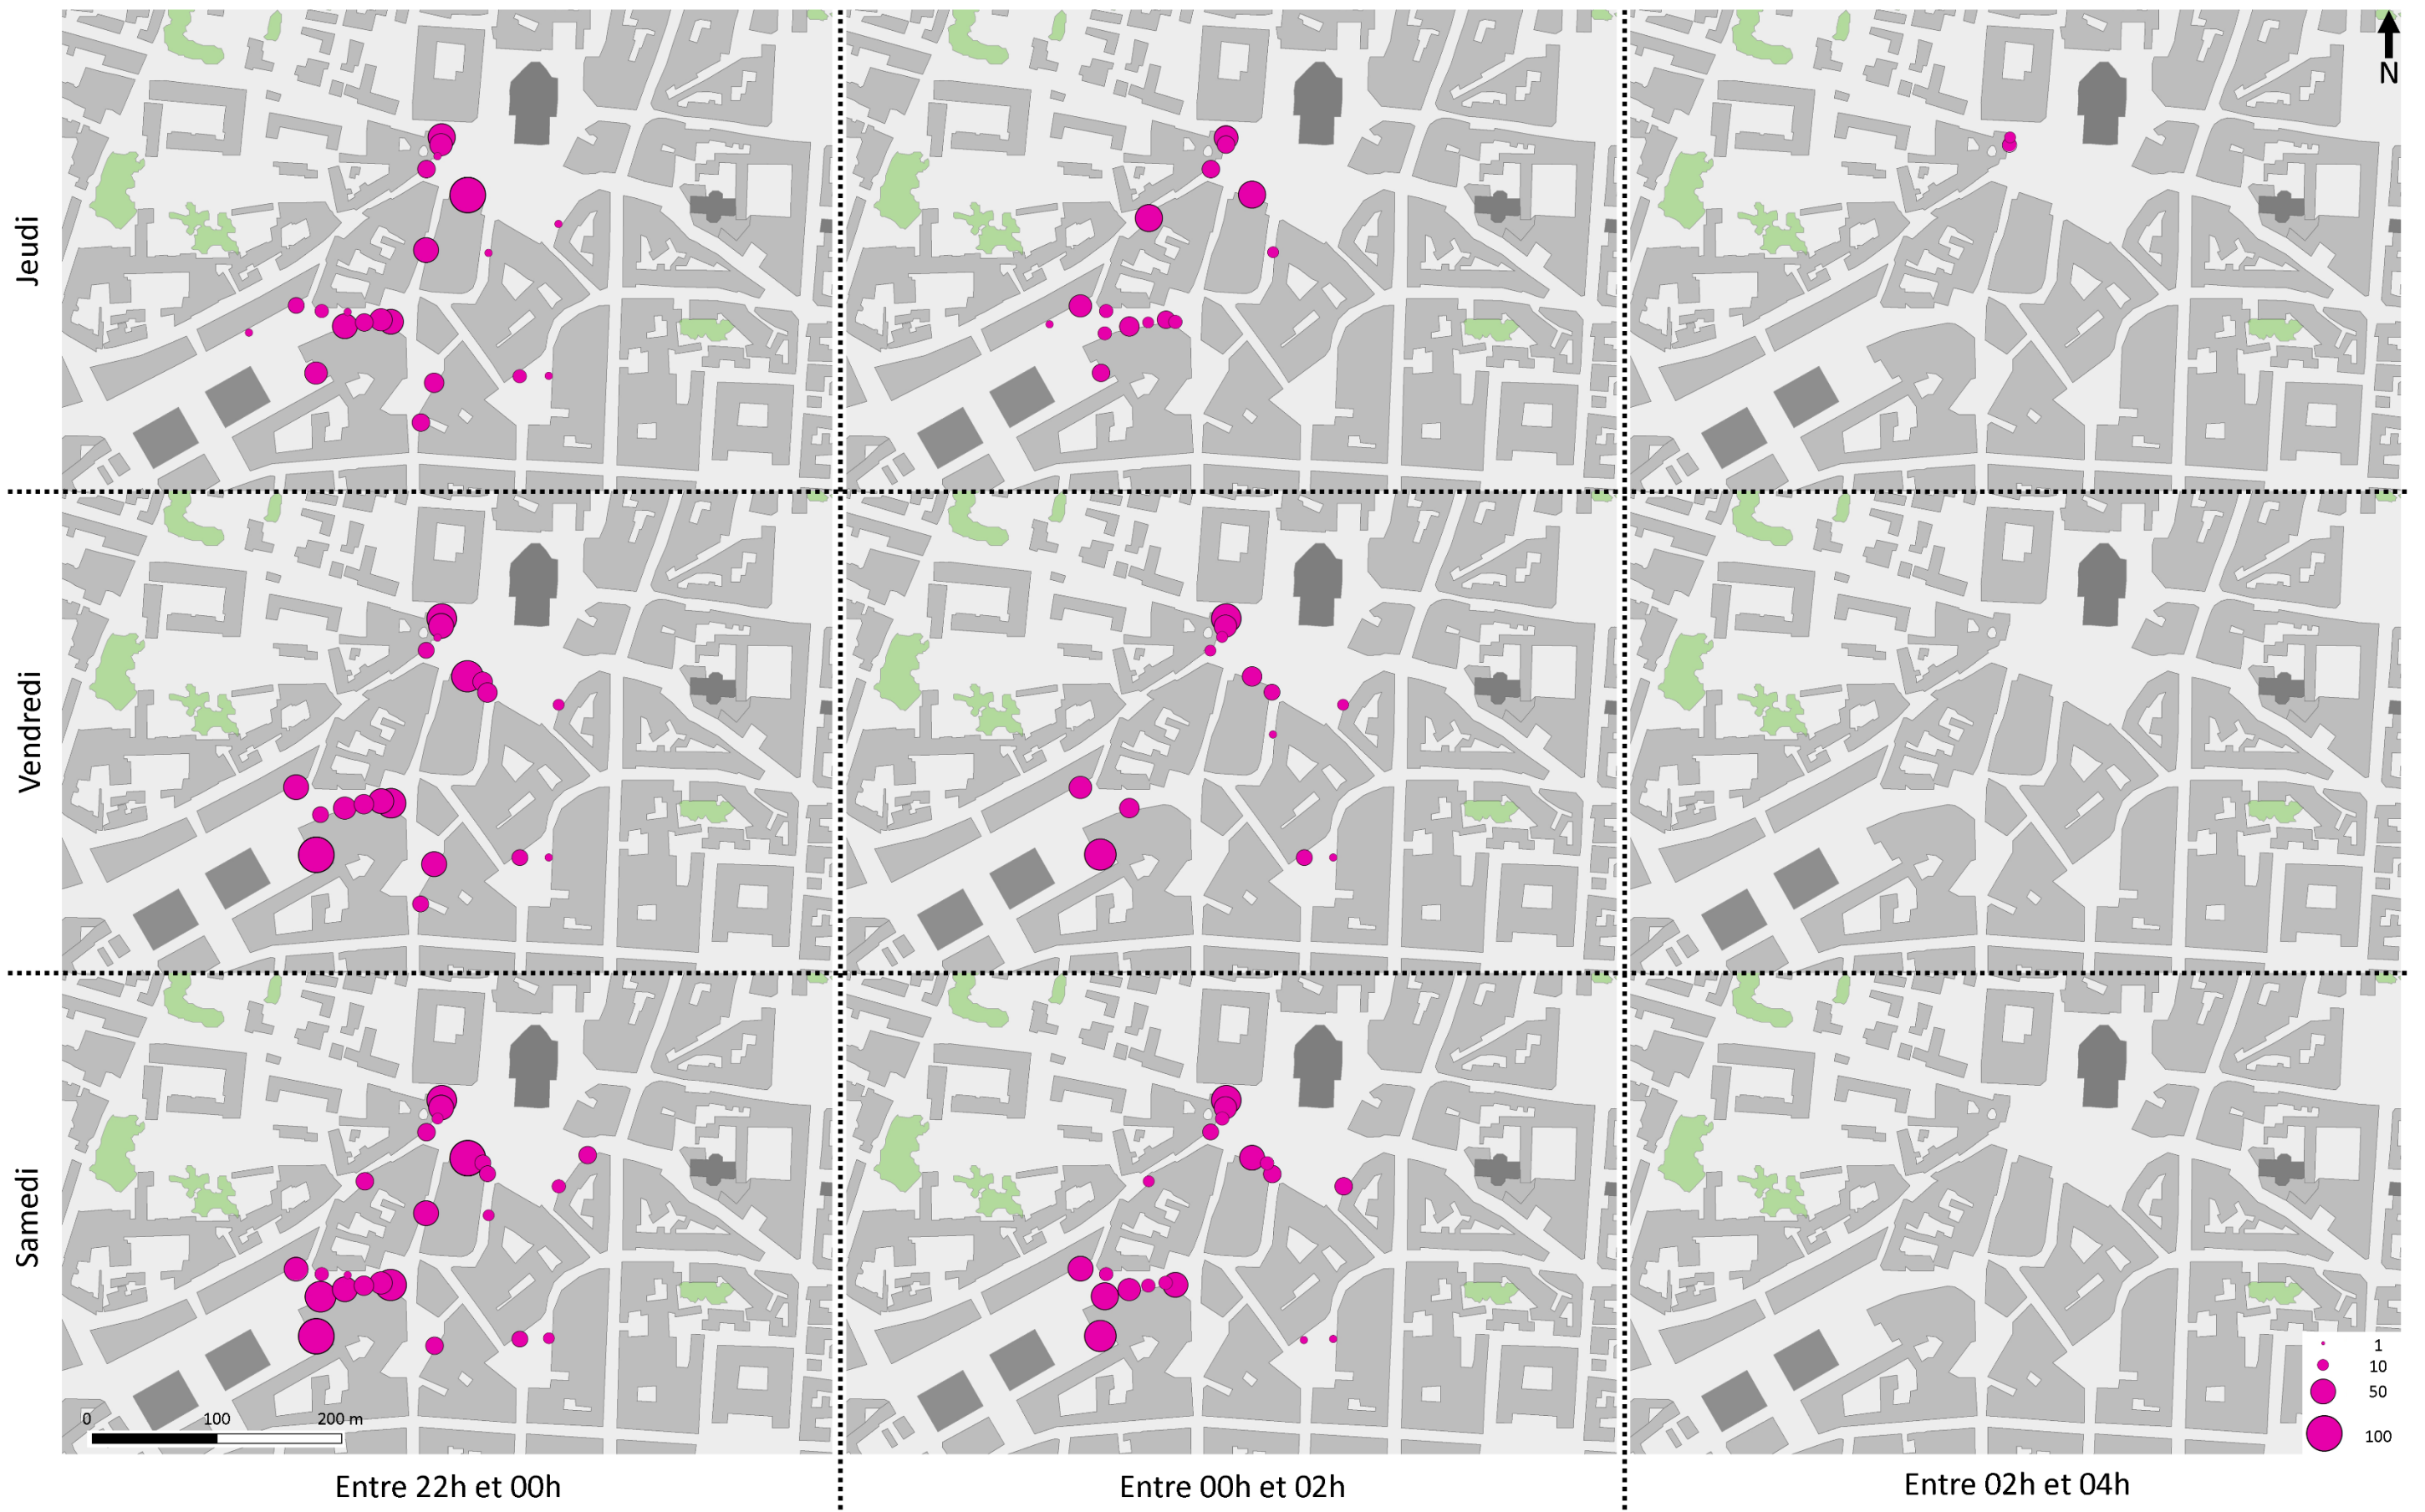 N
Jeudi
Vendredi
Samedi
0 100 200 m
1
10
50
100
Entre 22h et 00h
Entre 00h et 02h
Entre 02h et 04h